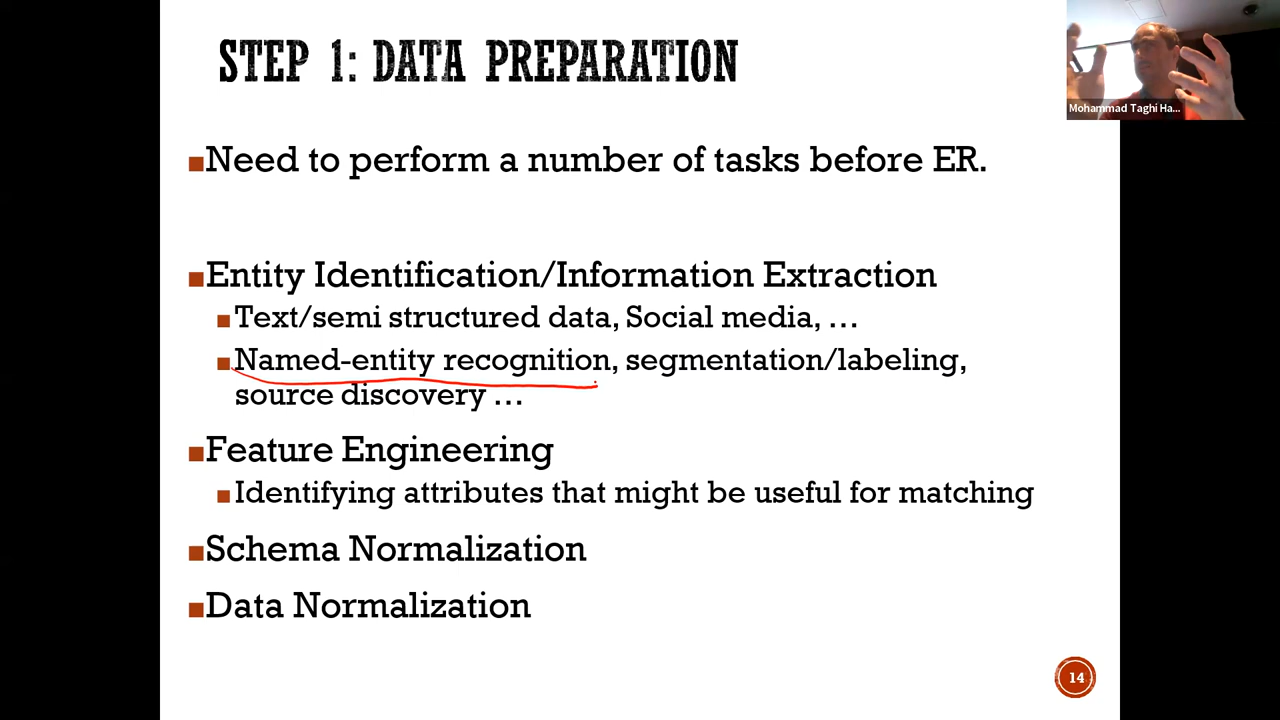 STEP 1: DATA PREPARATION
Mohammad Taghi Ha...
Need to perform a number of tasks before ER.
Entity Identification/Information Extraction
Text/semi structured data, Social media, …
Named-entity recognition, segmentation/labeling,
source discovery …
Feature Engineering
Identifying attributes that might be useful for matching
Schema Normalization
Data Normalization
14